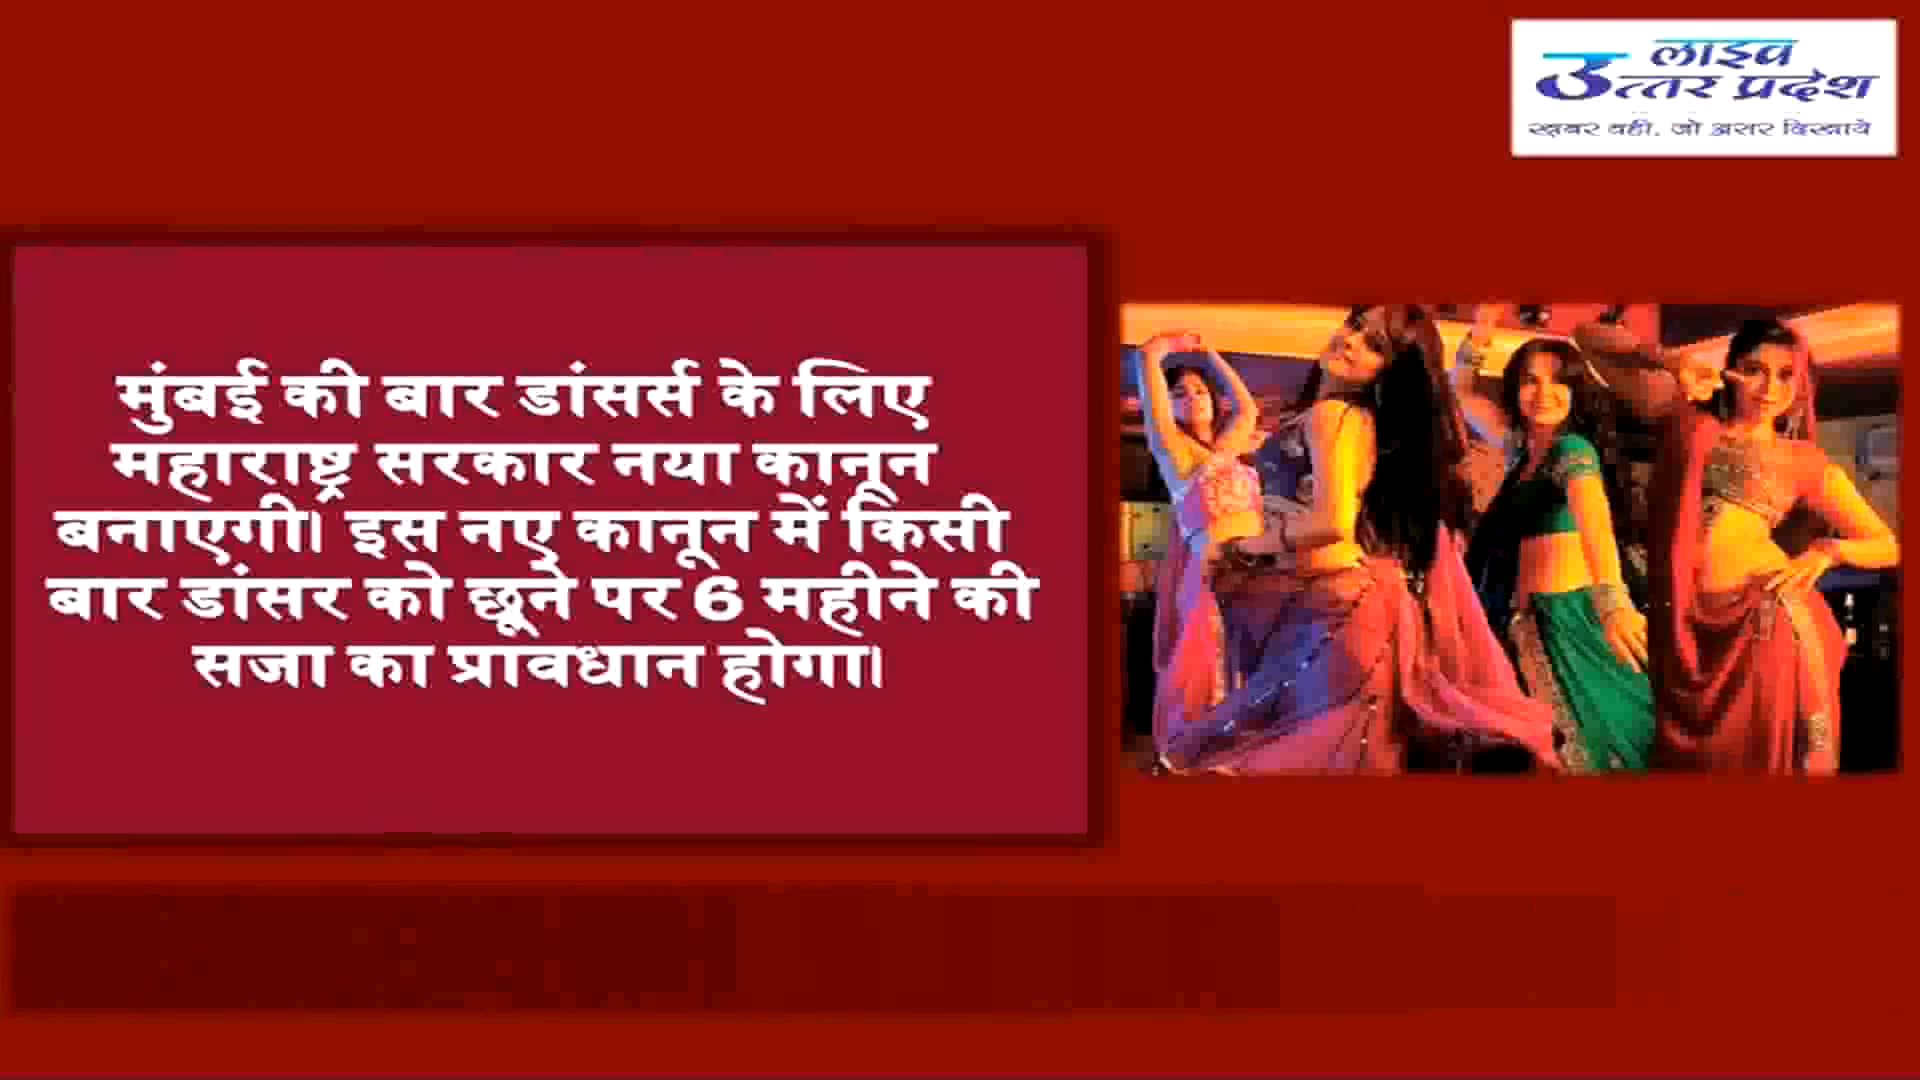 लाइव
उत्तर प्रदेश
ख़बर वही, जो असर दिखाये
मुंबई की बार डांसर्स के लिए
महाराष्ट्र सरकार नया कानून
बनाएगी। इस नए कानून में किसी
बार डांसर को छूने पर 6 महीने की
सजा का प्रावधान होगा।